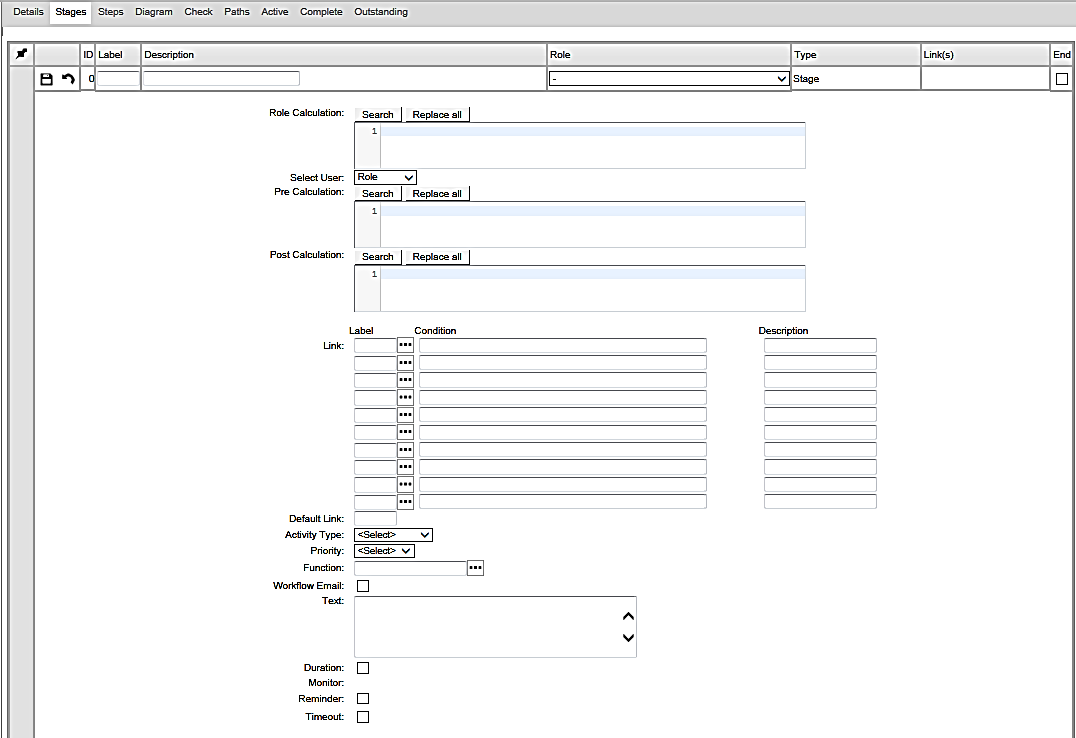 Details Stages Steps Diagram Check Paths Active Complete Outstanding
ID Label Description Role Type Link(s) End
0 - Stage
Role Calculation: Search Replace all
1
Select User: Role
Pre Calculation: Search Replace all
1
Post Calculation: Search Replace all
1
Label Condition Description
Link:
Default Link:
Activity Type: <Select>
Priority: <Select>
Function:
Workflow Email:
Text:
Duration:
Monitor:
Reminder:
Timeout: